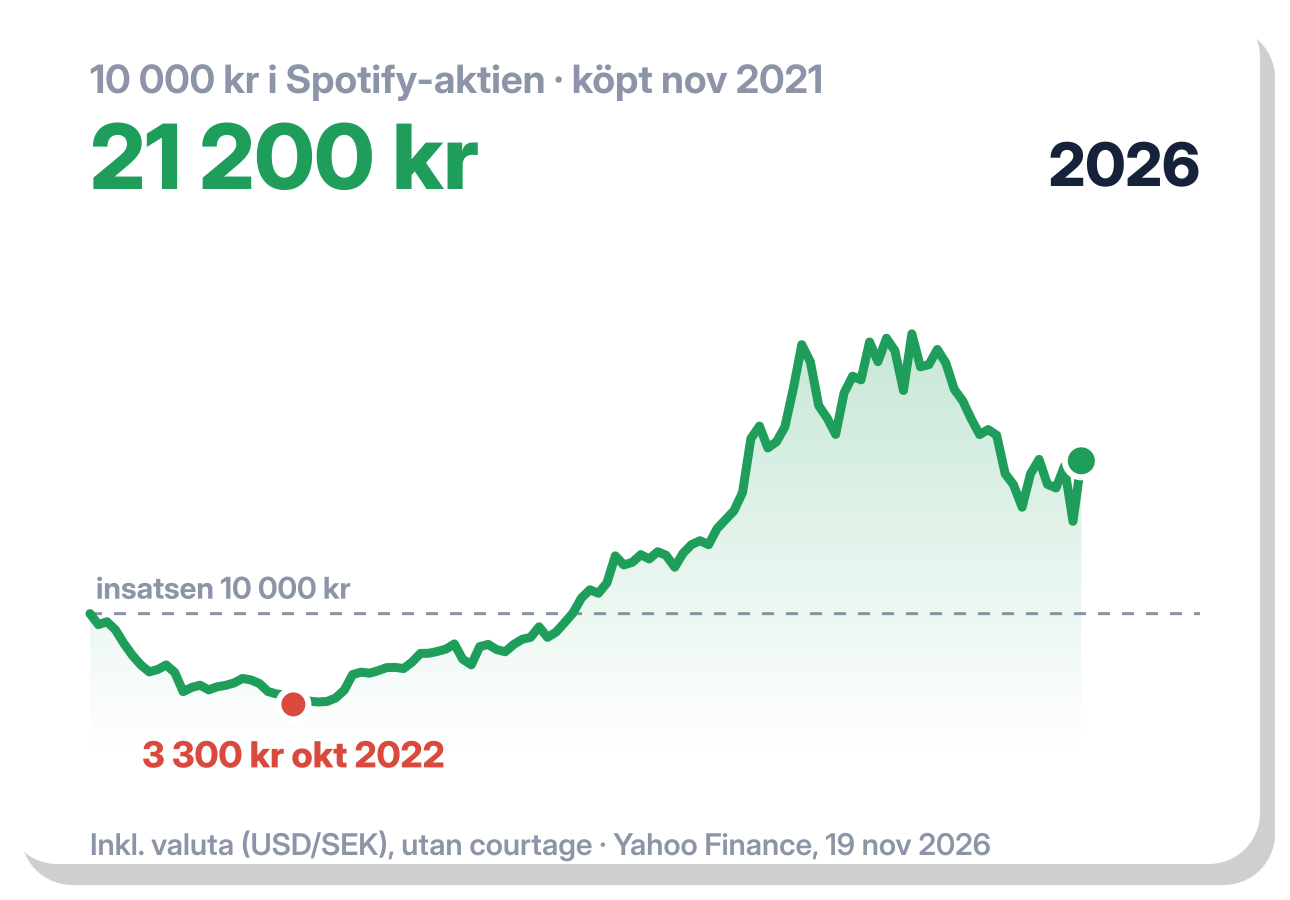 10 000 kr i Spotify-aktien · köpt nov 2021
21 200 kr
2026
insatsen 10 000 kr
3 300 kr okt 2022
Inkl. valuta (USD/SEK), utan courtage · Yahoo Finance, 19 nov 2026